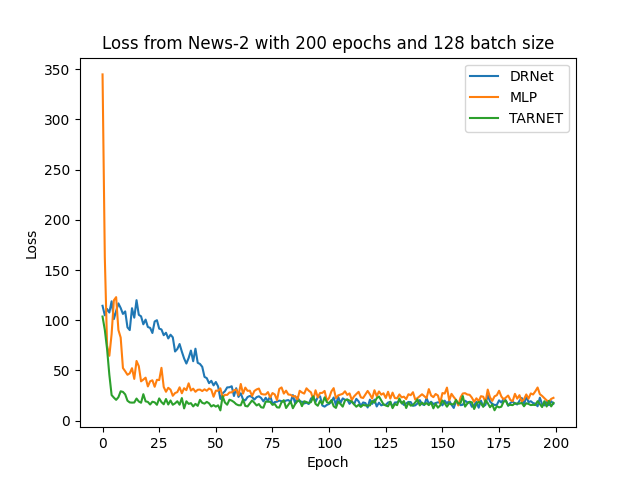 Loss from News-2 with 200 epochs and 128 batch size
350
300
250
200
150
100
50
0
Loss
DRNet
MLP
TARNET
0 25 50 75 100 125 150 175 200
Epoch